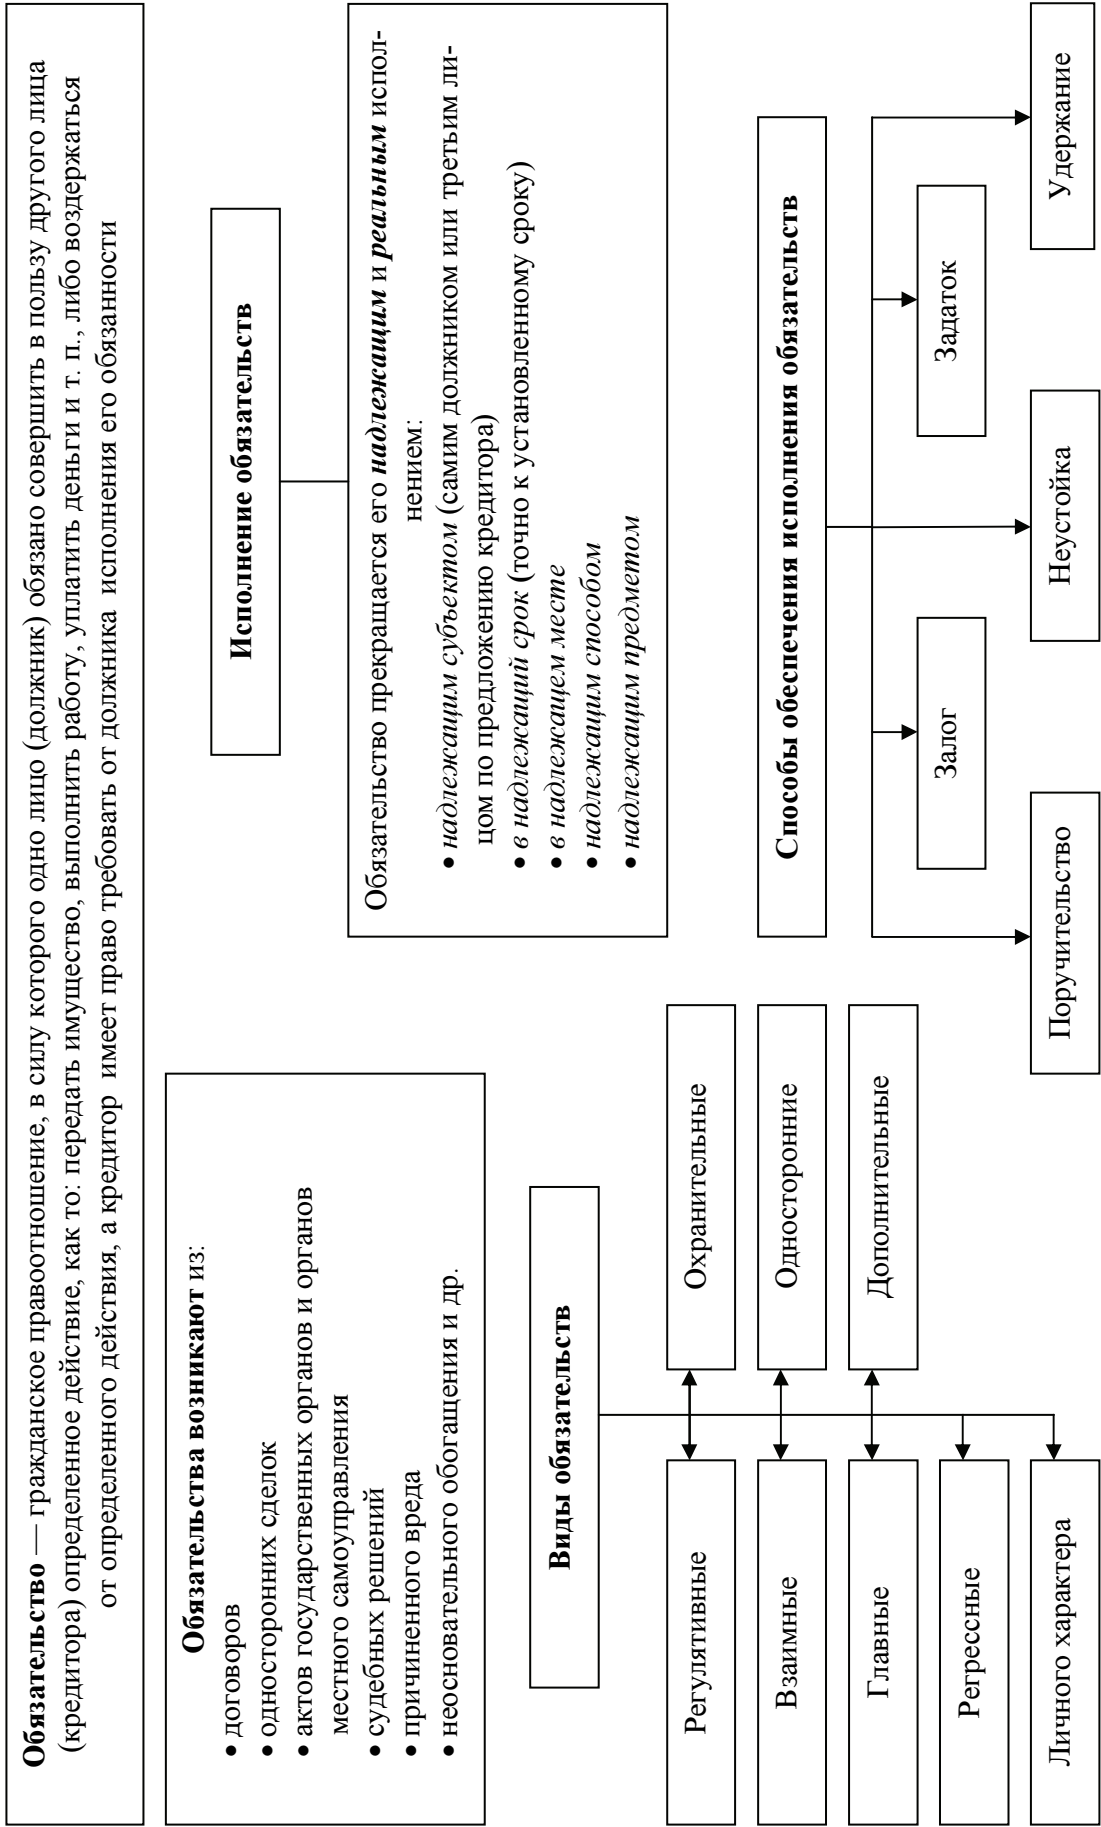 Обязательство — гражданское правоотношение, в силу которого одно лицо (должник) обязано совершить в пользу другого лица
(кредитора) определенное действие, как то: передать имущество, выполнить работу, уплатить деньги и т. п., либо воздержаться
от определенного действия, а кредитор имеет право требовать от должника исполнения его обязанности
Обязательства возникают из:
• договоров
• односторонних сделок
• актов государственных органов и органов
местного самоуправления
• судебных решений
• причиненного вреда
• неосновательного обогащения и др.
Исполнение обязательств
Обязательство прекращается его надлежащим и реальным испол-
нением:
• надлежащим субъектом (самим должником или третьим ли-
цом по предложению кредитора)
• в надлежащий срок (точно к установленному сроку)
• в надлежащем месте
• надлежащим способом
• надлежащим предметом
Виды обязательств
Регулятивные
Охранительные
Взаимные
Односторонние
Главные
Дополнительные
Регрессные
Личного характера
Способы обеспечения исполнения обязательств
Залог
Задаток
Поручительство
Неустойка
Удержание